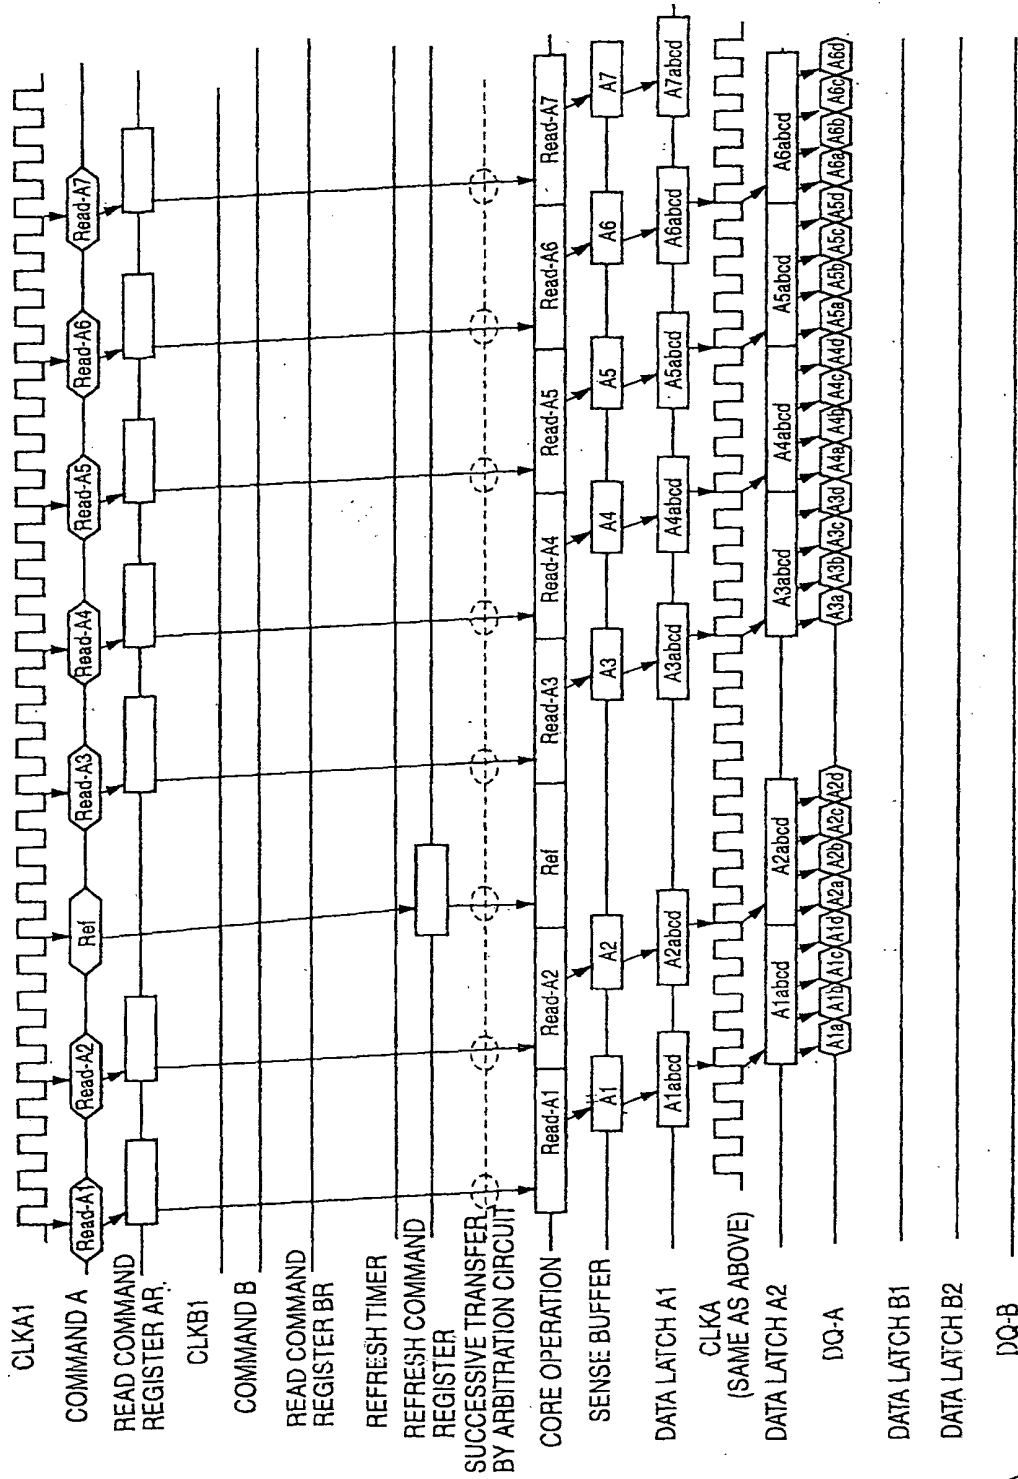 CLKA1
COMMAND A
Read-A1
Read-A2
Ref
Read-A3
Read-A4
Read-A5
Read-A6
Read-A7
READ COMMAND
REGISTER AR
CLKB1
COMMAND B
READ COMMAND
REGISTER BR
REFRESH TIMER
REFRESH COMMAND
REGISTER
SUCCESSIVE TRANSFER
BY ARBITRATION CIRCUIT
CORE OPERATION
Read-A1
Read-A2
Ref
Read-A3
Read-A4
Read-A5
Read-A6
Read-A7
SENSE BUFFER
A1
A2
A3
A4
A5
A6
A7
DATA LATCH A1
A1abcd
A2abcd
A3abcd
A4abcd
A5abcd
A6abcd
A7abcd
CLKA
(SAME AS ABOVE)
DATA LATCH A2
A1abcd
A2abcd
A3abcd
A4abcd
A5abcd
A6abcd
DQ-A
A1a A1b A1c A1d A2a A2b A2c A2d
A3a A3b A3c A3d A4a A4b A4c A4d A5a A5b A5c A5d A6a A6b A6c A6d
DATA LATCH B1
DATA LATCH B2
DQ-B